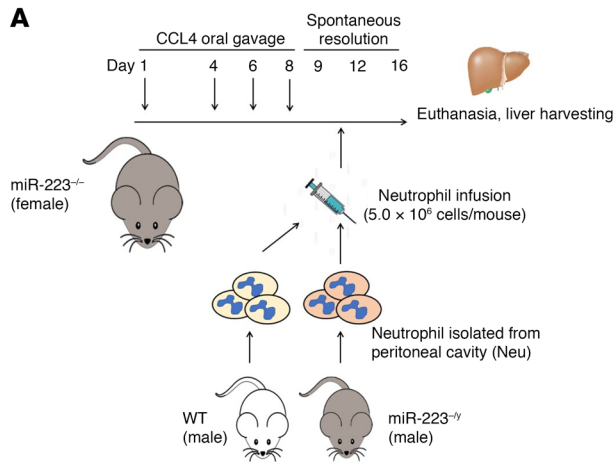 A
CCL4 oral gavage
Spontaneous
resolution
Day 1 4 6 8 9 12 16
Euthanasia, liver harvesting
miR-223⁻/⁻
(female)
Neutrophil infusion
(5.0 × 10⁶ cells/mouse)
Neutrophil isolated from
peritoneal cavity (Neu)
WT
(male)
miR-223⁻/ʸ
(male)